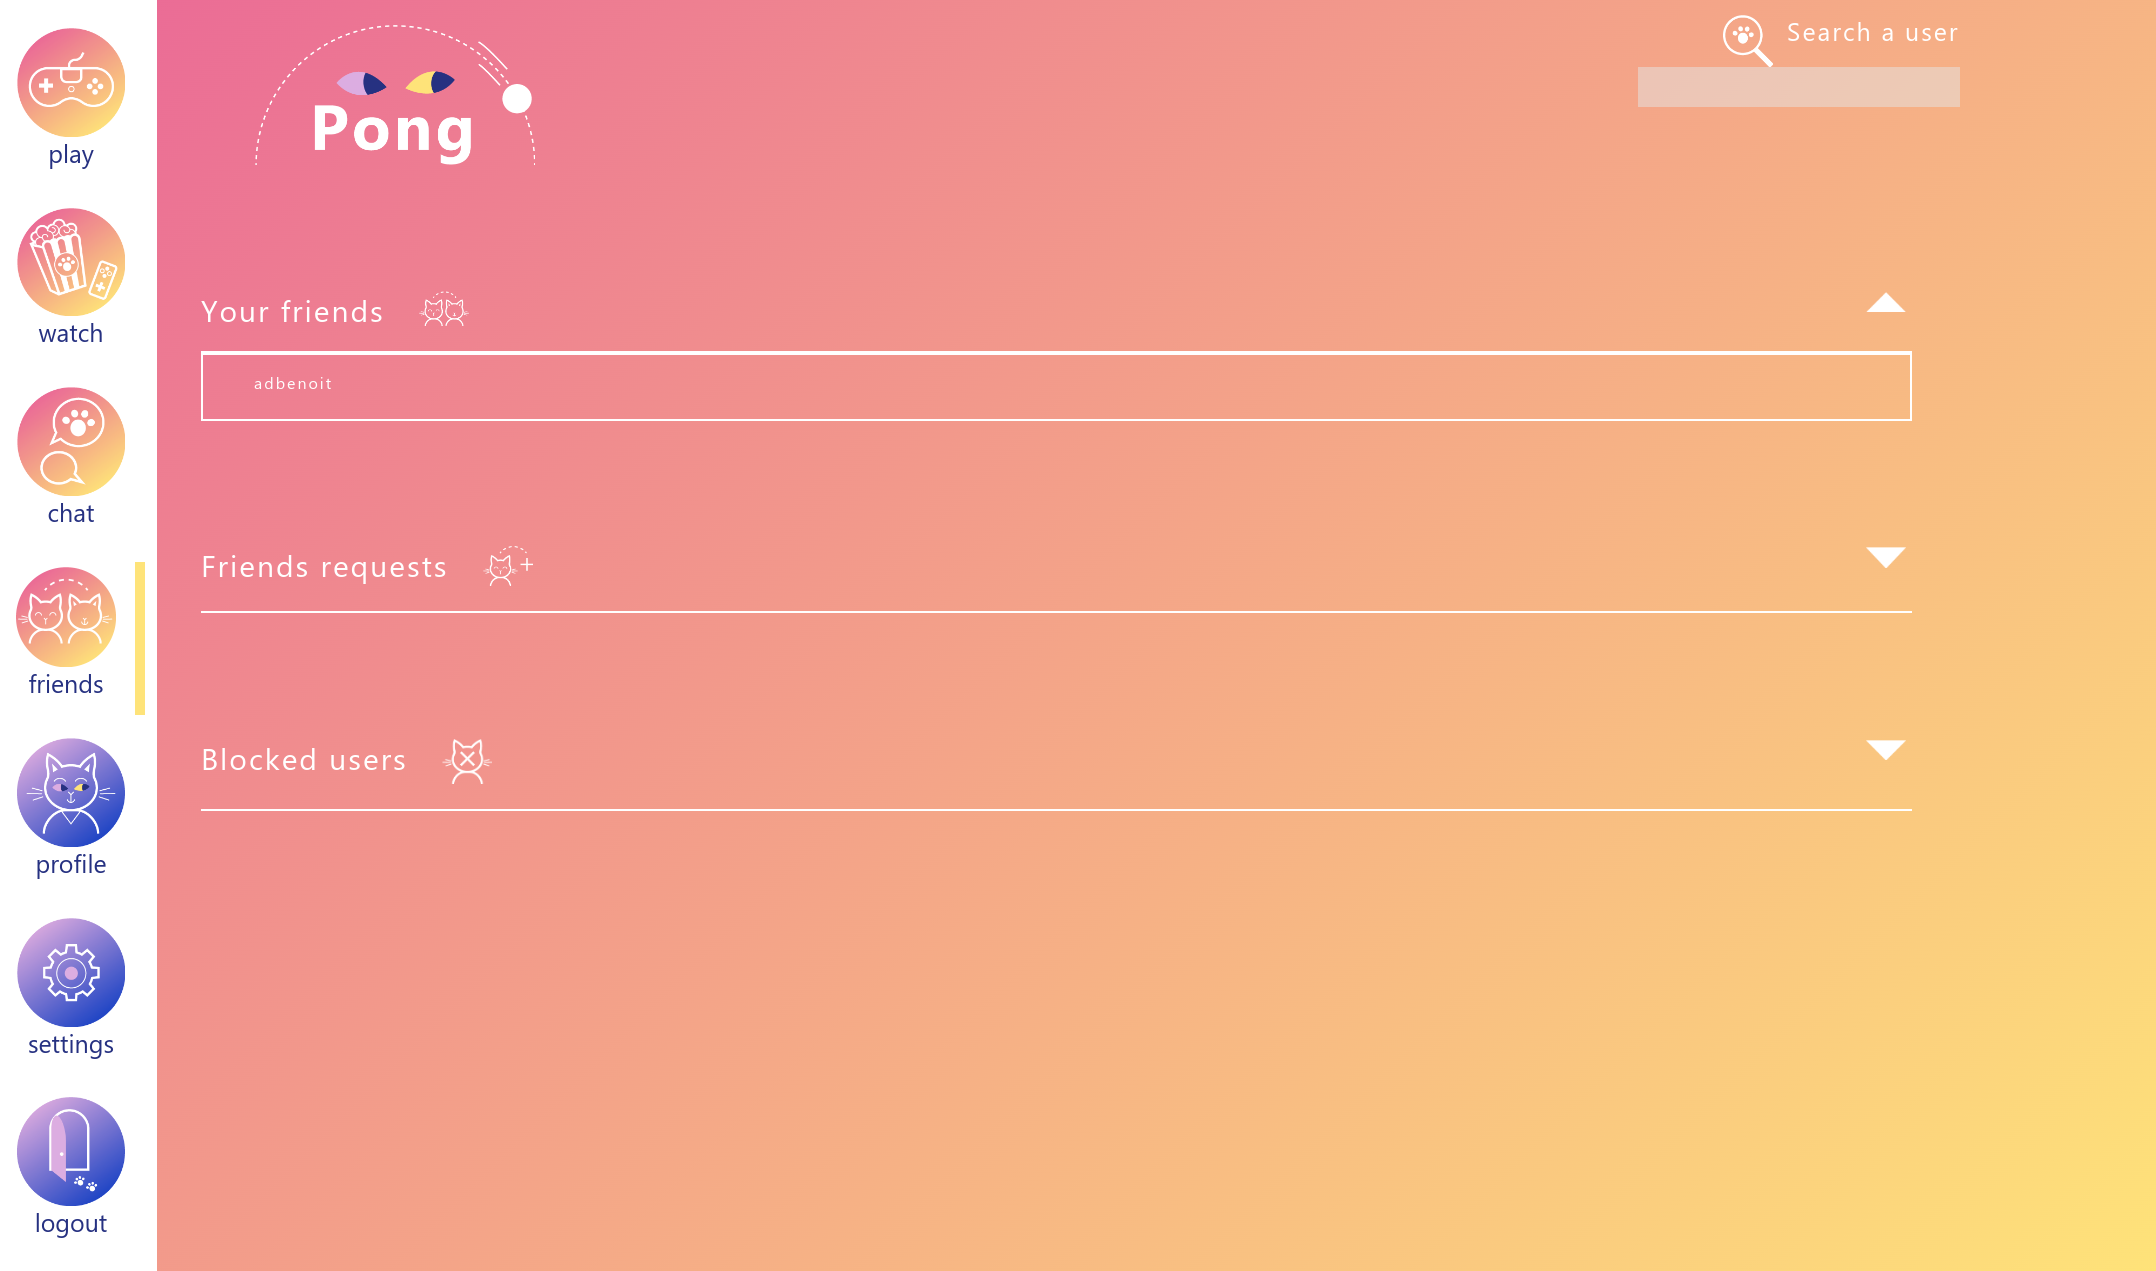 play
watch
chat
friends
profile
settings
logout
Pong
Search a user
Your friends
adbenoit
Friends requests
Blocked users